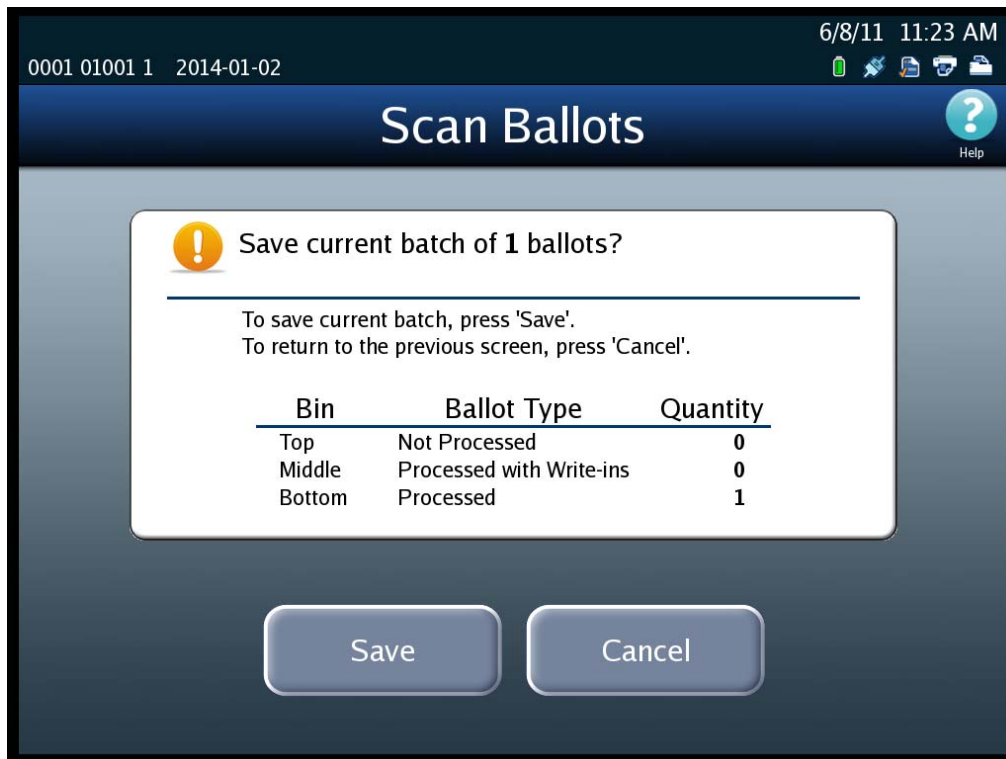 6/8/11 11:23 AM
0001 01001 1 2014-01-02
Scan Ballots
Help
Save current batch of 1 ballots?
To save current batch, press 'Save'.
To return to the previous screen, press 'Cancel'.
Bin Ballot Type Quantity
Top Not Processed 0
Middle Processed with Write-ins 0
Bottom Processed 1
Save Cancel